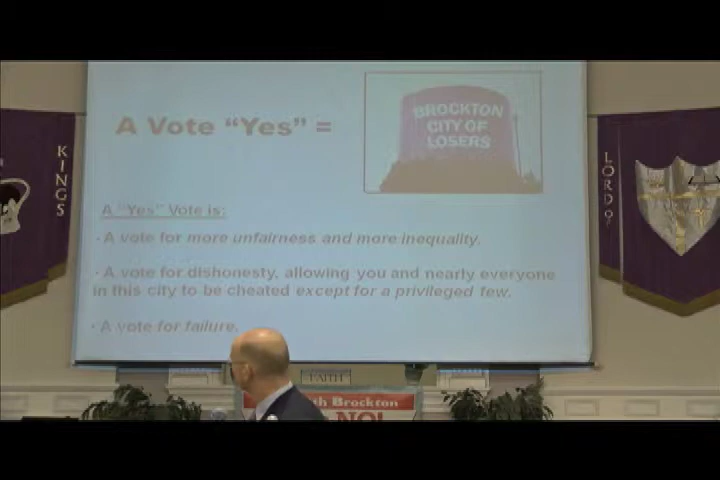 A Vote “Yes” =
BROCKTON
CITY OF
LOSERS
A “Yes” Vote is:
- A vote for more unfairness and more inequality.
- A vote for dishonesty, allowing you and nearly everyone
in this city to be cheated except for a privileged few.
- A vote for failure.
KINGS
LORD OF
FAITH
th Brockton
NO!